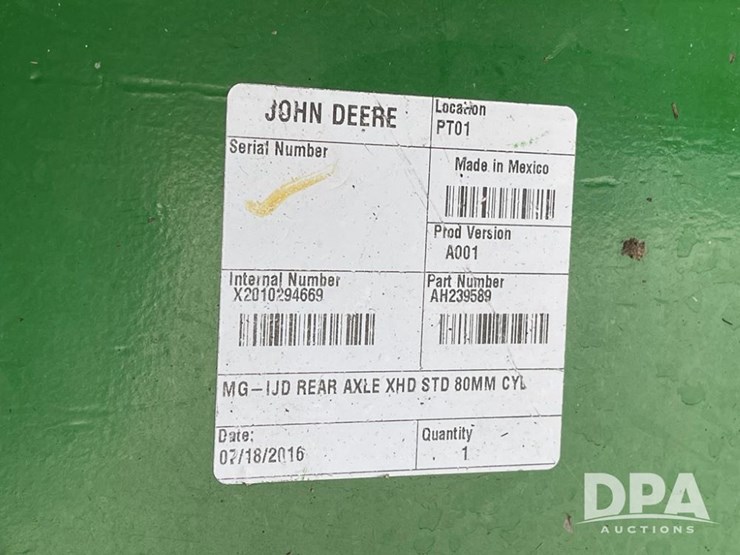 JOHN DEERE
Location
PT01
Serial Number
Made in Mexico
Prod Version
A001
Internal Number
X2010294669
Part Number
AH239589
MG-IJD REAR AXLE XHD STD 80MM CYL
Date:
07/18/2016
Quantity
1
DPA
AUCTIONS